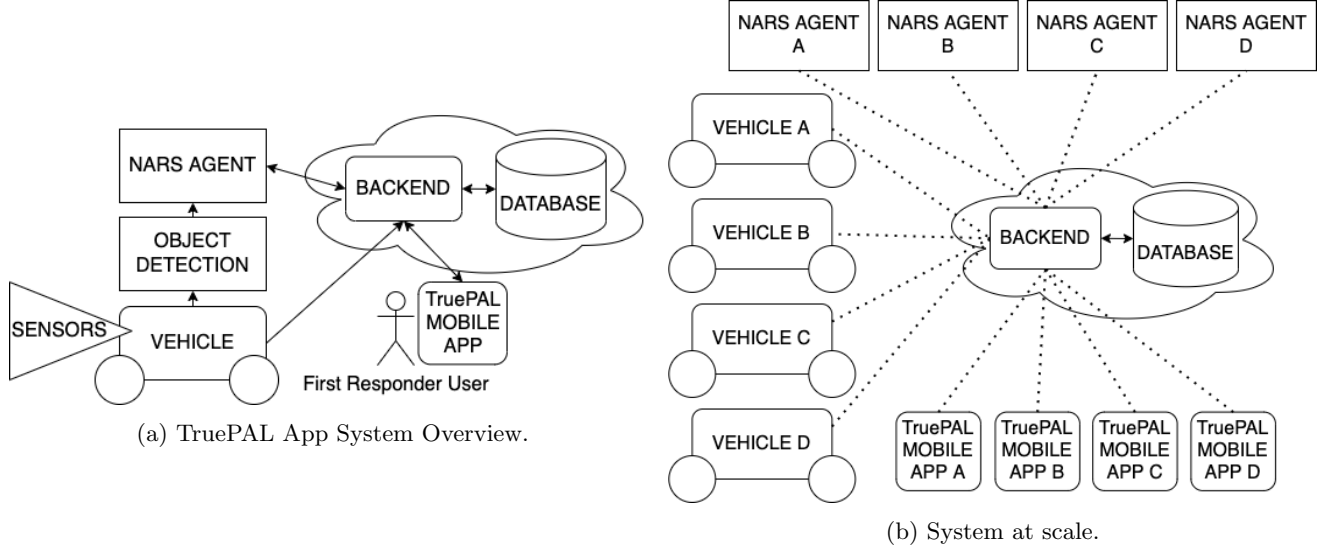 NARS AGENT
BACKEND
DATABASE
OBJECT
DETECTION
SENSORS
VEHICLE
TruePAL
MOBILE
APP
First Responder User
(a) TruePAL App System Overview.
NARS AGENT
A
NARS AGENT
B
NARS AGENT
C
NARS AGENT
D
VEHICLE A
VEHICLE B
VEHICLE C
VEHICLE D
BACKEND
DATABASE
TruePAL
MOBILE
APP A
TruePAL
MOBILE
APP B
TruePAL
MOBILE
APP C
TruePAL
MOBILE
APP D
(b) System at scale.